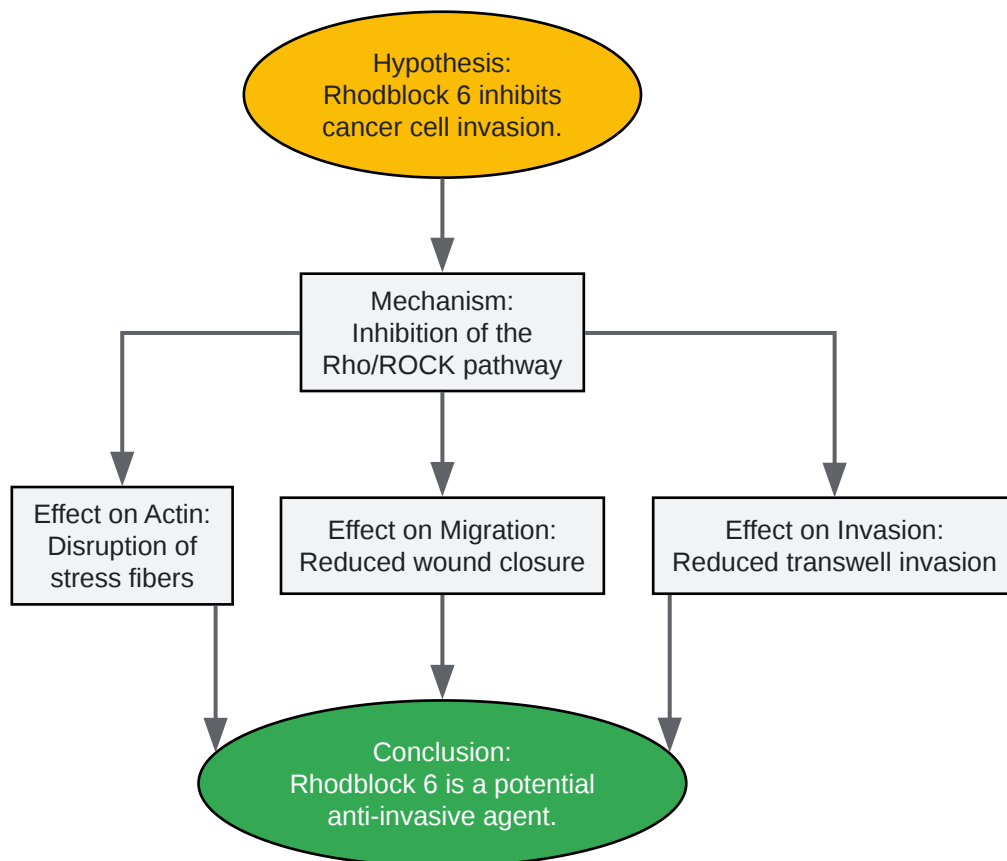 Hypothesis:
Rhodblock 6 inhibits
cancer cell invasion.
Mechanism:
Inhibition of the
Rho/ROCK pathway
Effect on Actin:
Disruption of
stress fibers
Effect on Migration:
Reduced wound closure
Effect on Invasion:
Reduced transwell invasion
Conclusion:
Rhodblock 6 is a potential
anti-invasive agent.